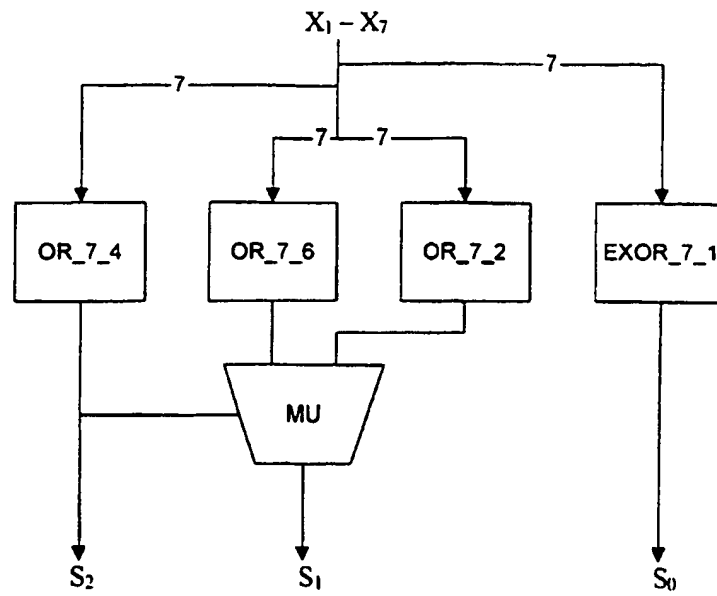 X₁ – X₇
7
7
7 7
OR_7_4 OR_7_6 OR_7_2 EXOR_7_1
MU
S₂ S₁ S₀